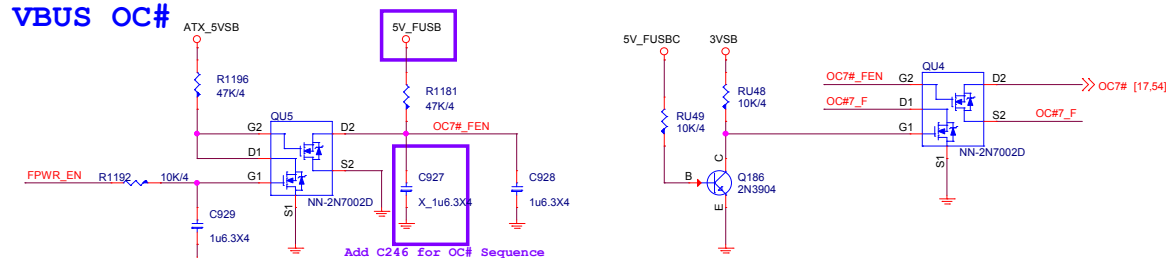 VBUS OC#
ATX_5VSB
5V_FUSB
5V_FUSBC
3VSB
R1196
47K/4
R1181
47K/4
QU5
G2
D2
D1
S2
G1
S1
NN-2N7002D
OC7#_FEN
FPWR_EN
R1192
10K/4
C929
1u6.3X4
C927
X_1u6.3X4
C928
1u6.3X4
Add C246 for OC# Sequence
RU48
10K/4
RU49
10K/4
B
C
E
Q186
2N3904
QU4
OC7#_FEN
G2
D2
OC7# [17,54]
OC#7_F
D1
S2
OC#7_F
G1
S1
NN-2N7002D